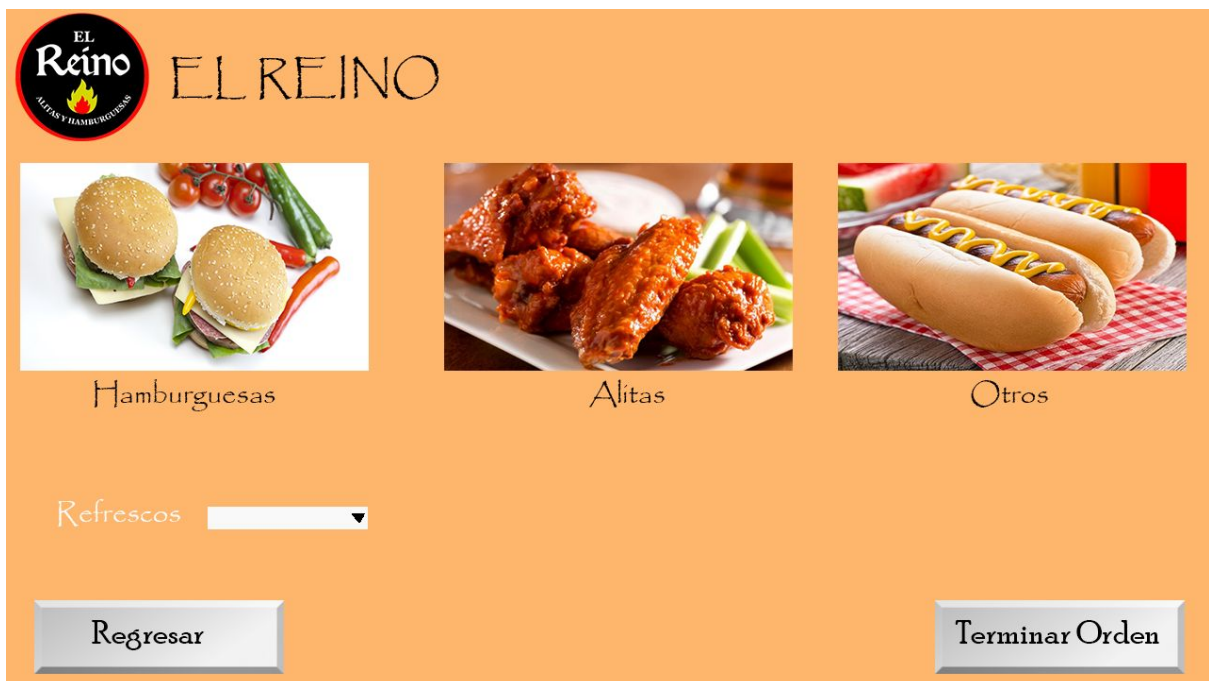 EL
Reino
ALITAS Y HAMBURGUESAS
EL REINO
Hamburguesas
Alitas
Otros
Refrescos
Regresar
Terminar Orden